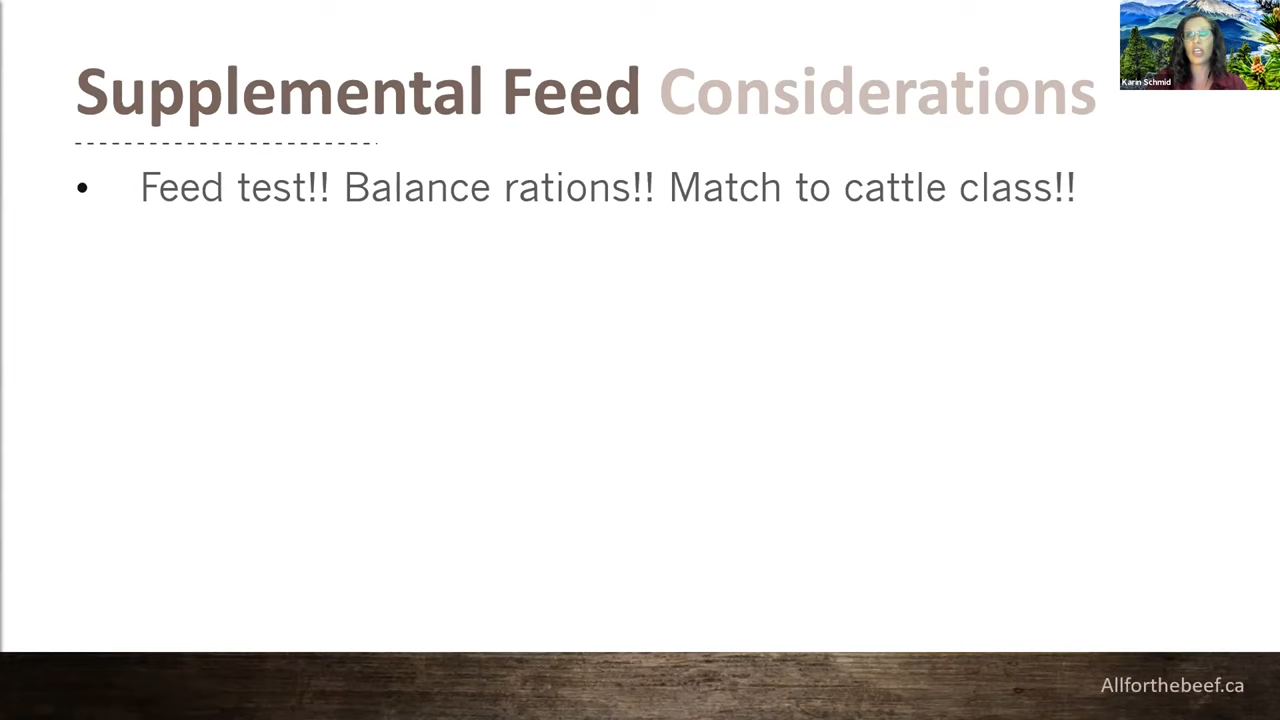 Supplemental Feed Considerations
Karin Schmid
• Feed test!! Balance rations!! Match to cattle class!!
Allforthebeef.ca